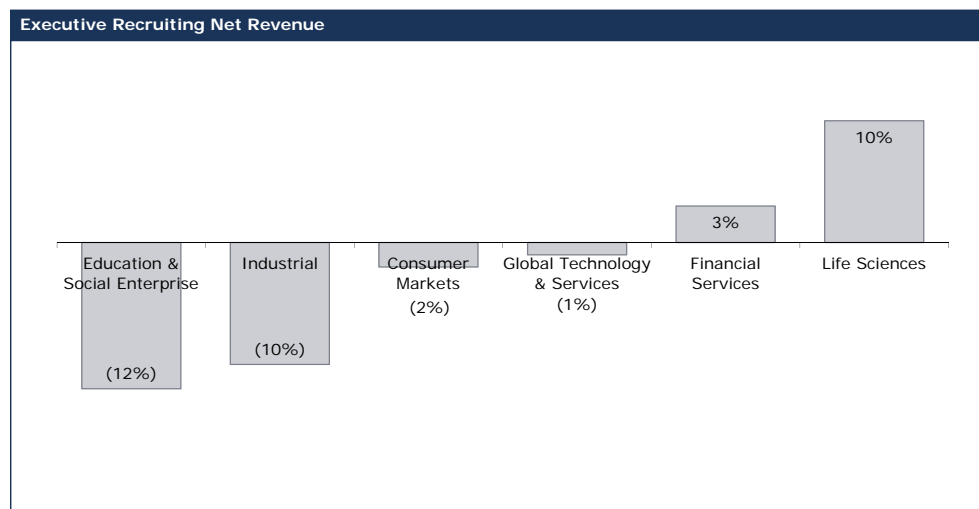 Executive Recruiting Net Revenue
10%
3%
Education &
Social Enterprise
Industrial
Consumer
Markets
Global Technology
& Services
Financial
Services
Life Sciences
(2%)
(1%)
(10%)
(12%)